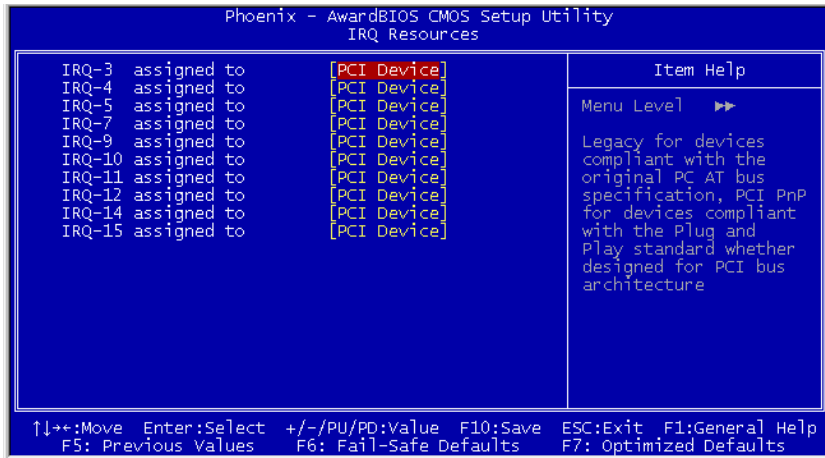 Phoenix - AwardBIOS CMOS Setup Utility
IRQ Resources
IRQ-3 assigned to [PCI Device]
IRQ-4 assigned to [PCI Device]
IRQ-5 assigned to [PCI Device]
IRQ-7 assigned to [PCI Device]
IRQ-9 assigned to [PCI Device]
IRQ-10 assigned to [PCI Device]
IRQ-11 assigned to [PCI Device]
IRQ-12 assigned to [PCI Device]
IRQ-14 assigned to [PCI Device]
IRQ-15 assigned to [PCI Device]
Item Help
Menu Level ►►
Legacy for devices
compliant with the
original PC AT bus
specification, PCI PnP
for devices compliant
with the Plug and
Play standard whether
designed for PCI bus
architecture
↑↓→←:Move Enter:Select +/-/PU/PD:Value F10:Save ESC:Exit F1:General Help
F5: Previous Values F6: Fail-Safe Defaults F7: Optimized Defaults